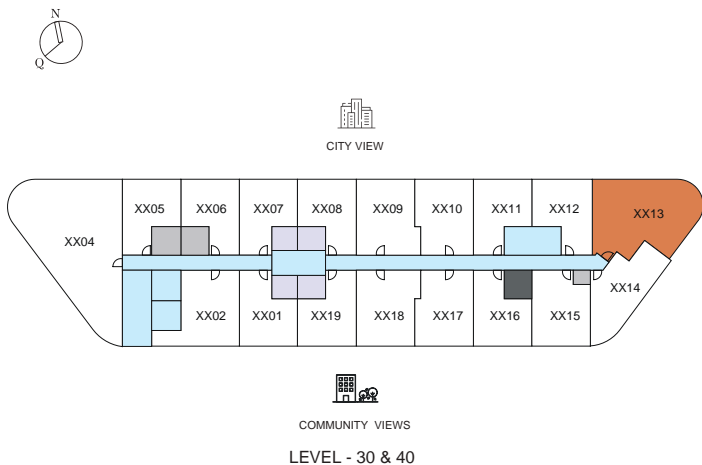 N
Q
CITY VIEW
XX05 XX06 XX07 XX08 XX09 XX10 XX11 XX12
XX13
XX04
XX14
XX02 XX01 XX19 XX18 XX17 XX16 XX15
COMMUNITY VIEWS
LEVEL - 30 & 40